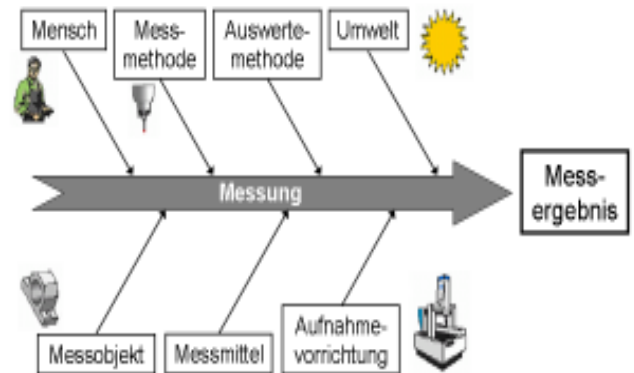 Mensch
Mess-
methode
Auswerte-
methode
Umwelt
Messung
Mess-
ergebnis
Messobjekt
Messmittel
Aufnahme-
vorrichtung